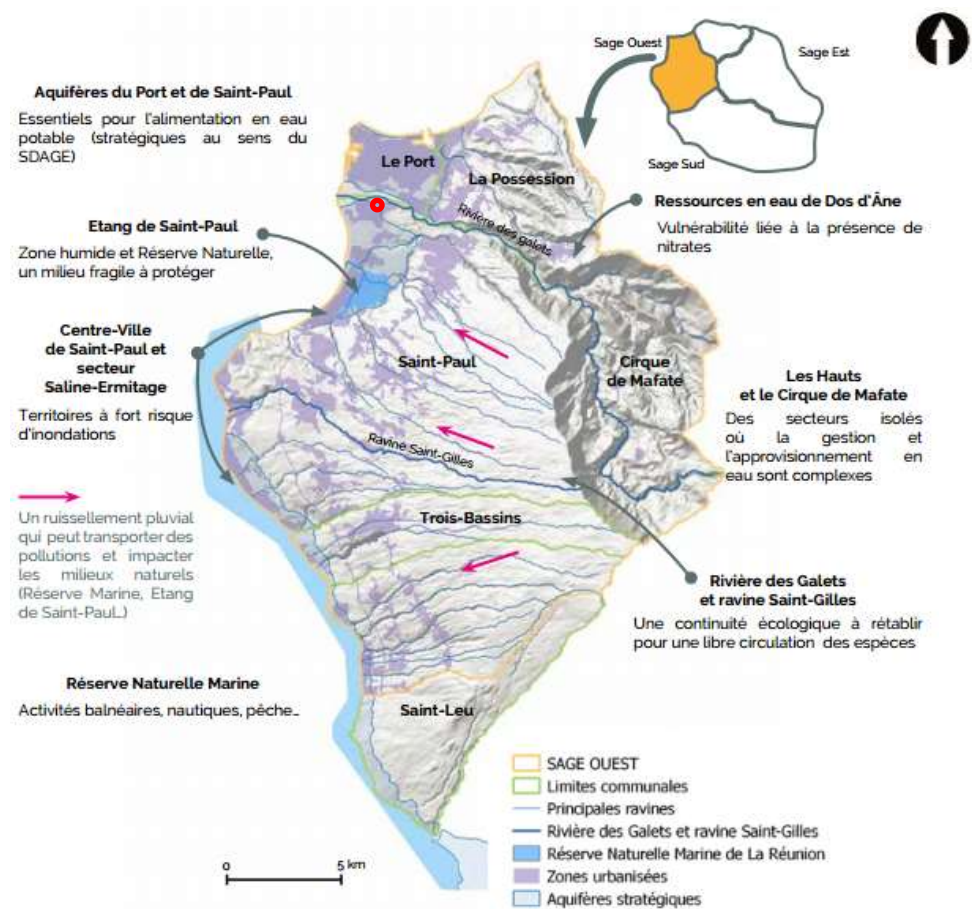 Sage Ouest
Sage Est
Sage Sud
Aquifères du Port et de Saint-Paul
Essentiels pour l'alimentation en eau
potable (stratégiques au sens du
SDAGE)
Le Port
La Possession
Rivière des galets
Ressources en eau de Dos d'Âne
Vulnérabilité liée à la présence de
nitrates
Etang de Saint-Paul
Zone humide et Réserve Naturelle,
un milieu fragile à protéger
Centre-Ville
de Saint-Paul et
secteur
Saline-Ermitage
Territoires à fort risque
d'inondations
Saint-Paul
Cirque
de Mafate
Les Hauts
et le Cirque de Mafate
Des secteurs isolés
où la gestion et
l'approvisionnement en
eau sont complexes
Ravine Saint-Gilles
Un ruissellement pluvial
qui peut transporter des
pollutions et impacter
les milieux naturels
(Réserve Marine, Etang
de Saint-Paul...)
Trois-Bassins
Rivière des Galets
et ravine Saint-Gilles
Une continuité écologique à rétablir
pour une libre circulation des espèces
Réserve Naturelle Marine
Activités balnéaires, nautiques, pêche...
Saint-Leu
SAGE OUEST
Limites communales
Principales ravines
Rivière des Galets et ravine Saint-Gilles
Réserve Naturelle Marine de La Réunion
Zones urbanisées
Aquifères stratégiques
0 5 km